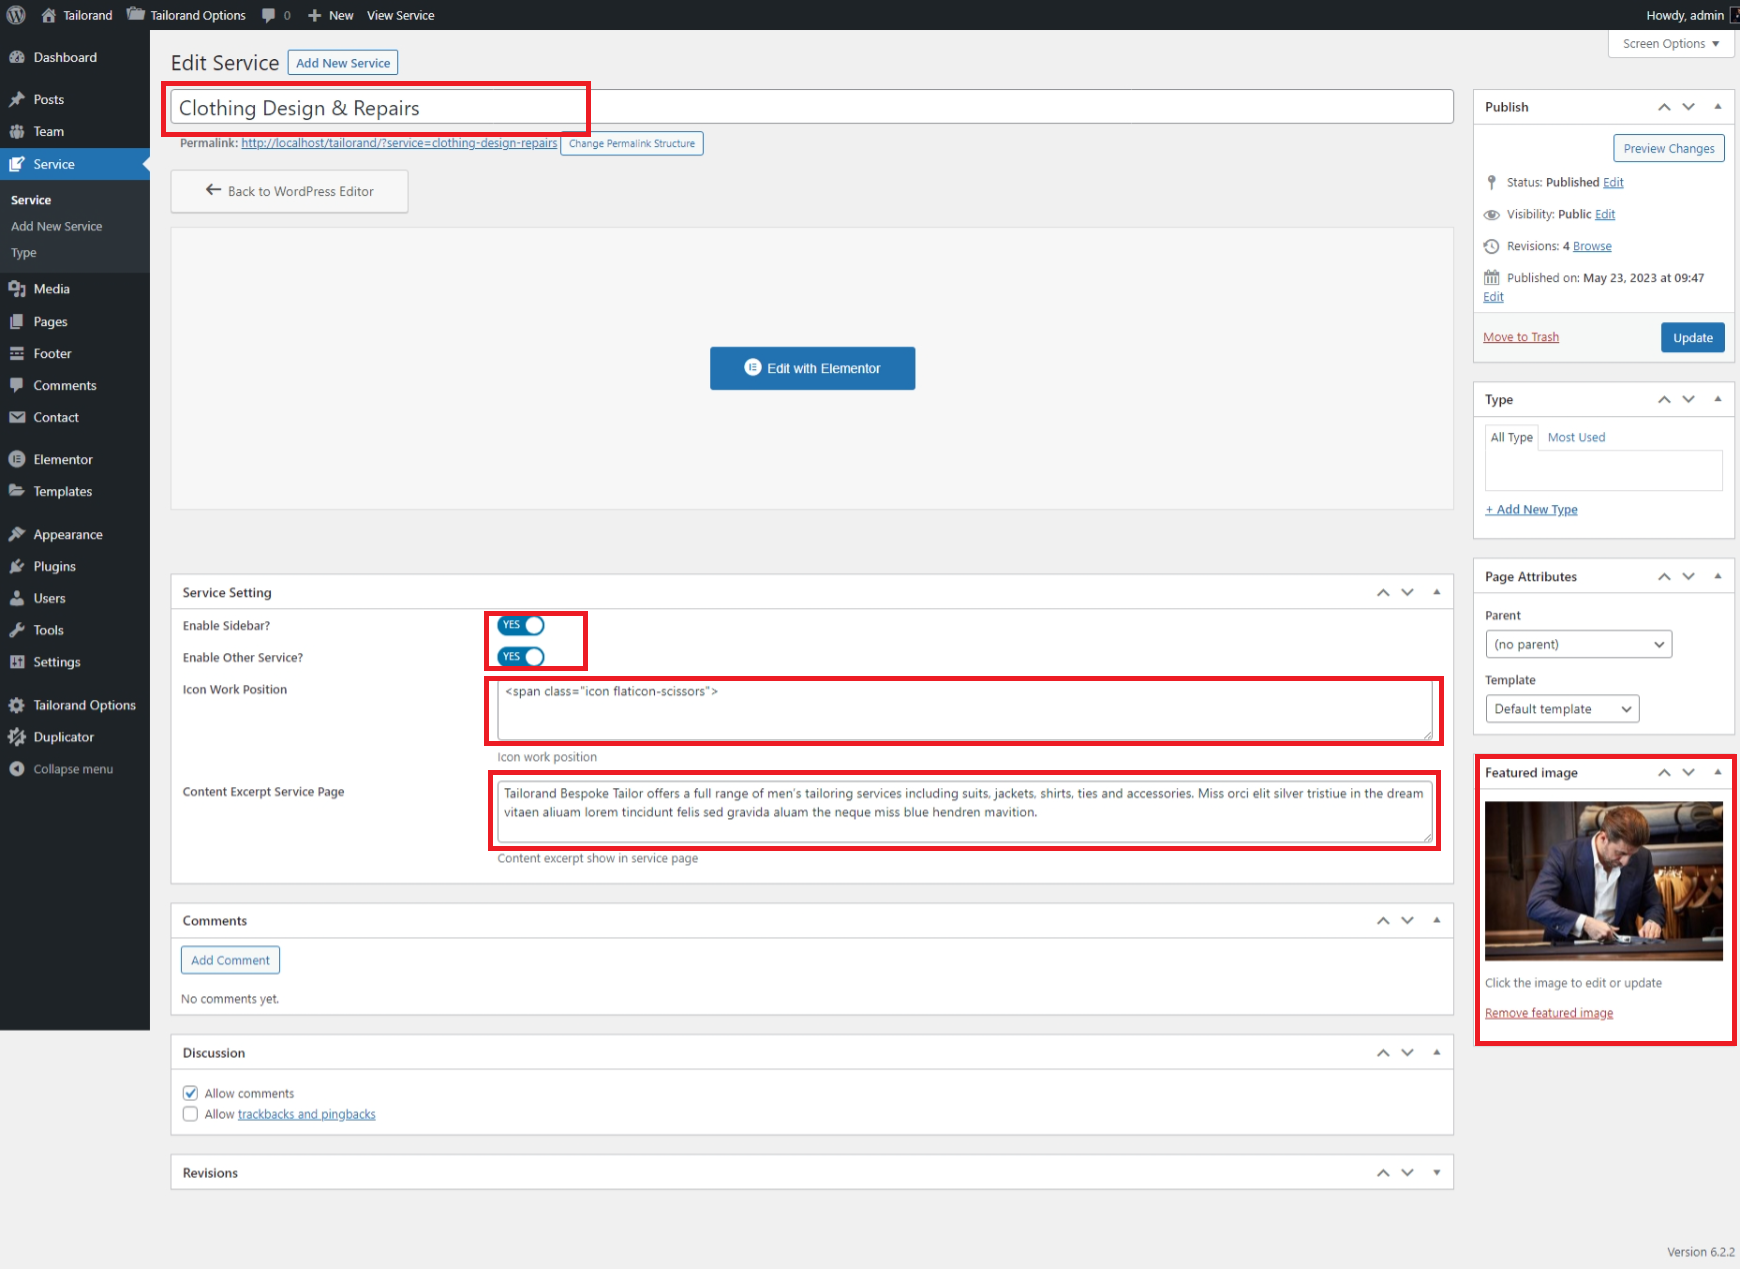 Tailorand
Tailorand Options
0
New
View Service
Howdy, admin
Dashboard
Posts
Team
Service
Service
Add New Service
Type
Media
Pages
Footer
Comments
Contact
Elementor
Templates
Appearance
Plugins
Users
Tools
Settings
Tailorand Options
Duplicator
Collapse menu
Screen Options
Edit Service
Add New Service
Clothing Design & Repairs
Permalink: http://localhost/tailorand/?service=clothing-design-repairs
Change Permalink Structure
Back to WordPress Editor
Edit with Elementor
Service Setting
Enable Sidebar?
YES
Enable Other Service?
YES
Icon Work Position
<span class="icon flaticon-scissors">
Icon work position
Content Excerpt Service Page
Tailorand Bespoke Tailor offers a full range of men's tailoring services including suits, jackets, shirts, ties and accessories. Miss orci elit silver tristiue in the dream
vitaen aliuam lorem tincidunt felis sed gravida aluam the neque miss blue hendren mavition.
Content excerpt show in service page
Comments
Add Comment
No comments yet.
Discussion
Allow comments
Allow trackbacks and pingbacks
Revisions
Publish
Preview Changes
Status: Published Edit
Visibility: Public Edit
Revisions: 4 Browse
Published on: May 23, 2023 at 09:47
Edit
Move to Trash
Update
Type
All Type
Most Used
+ Add New Type
Page Attributes
Parent
(no parent)
Template
Default template
Featured image
Click the image to edit or update
Remove featured image
Version 6.2.2